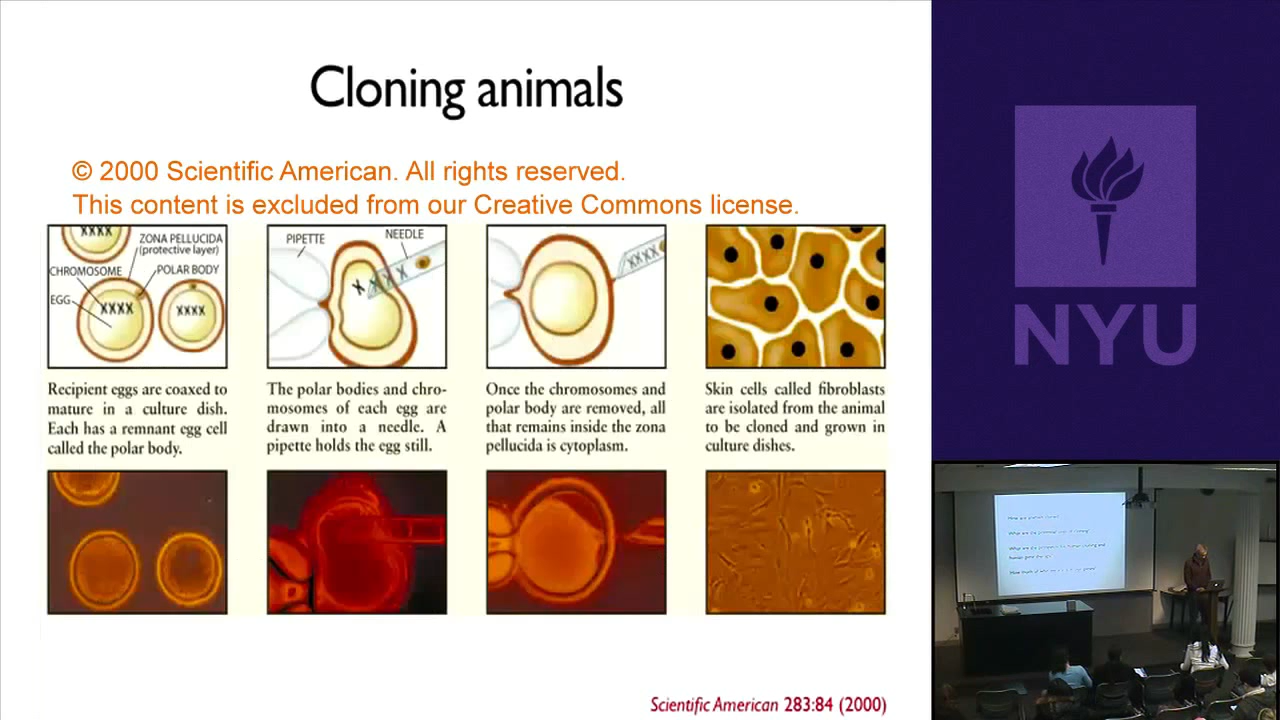 Cloning animals
© 2000 Scientific American. All rights reserved.
This content is excluded from our Creative Commons license.
XXXX
ZONA PELLUCIDA
(protective layer)
CHROMOSOME
POLAR BODY
EGG
XXXX
XXXX
PIPETTE
NEEDLE
X X X X
XXXX
Recipient eggs are coaxed to
mature in a culture dish.
Each has a remnant egg cell
called the polar body.
The polar bodies and chro-
mosomes of each egg are
drawn into a needle. A
pipette holds the egg still.
Once the chromosomes and
polar body are removed, all
that remains inside the zona
pellucida is cytoplasm.
Skin cells called fibroblasts
are isolated from the animal
to be cloned and grown in
culture dishes.
Scientific American 283:84 (2000)
NYU